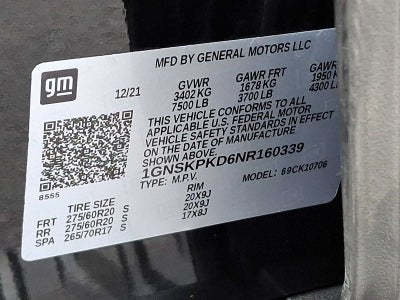 gm
MFD BY GENERAL MOTORS LLC
12/21
GVWR GAWR FRT GAWR R
3402 KG 1678 KG 1950 K
7500 LB 3700 LB 4300 L
THIS VEHICLE CONFORMS TO ALL
APPLICABLE U.S. FEDERAL MOTOR
VEHICLE SAFETY STANDARDS IN EFFECT
ON THE DATE OF MANUFACTURE
SHOWN ABOVE.
1GNSKPKD6NR160339
TYPE: M.P.V. MODEL: 69CK10706
8555
TIRE SIZE RIM
FRT 275/60R20 S 20X9J
RR 275/60R20 S 20X9J
SPA 265/70R17 S 17X8J